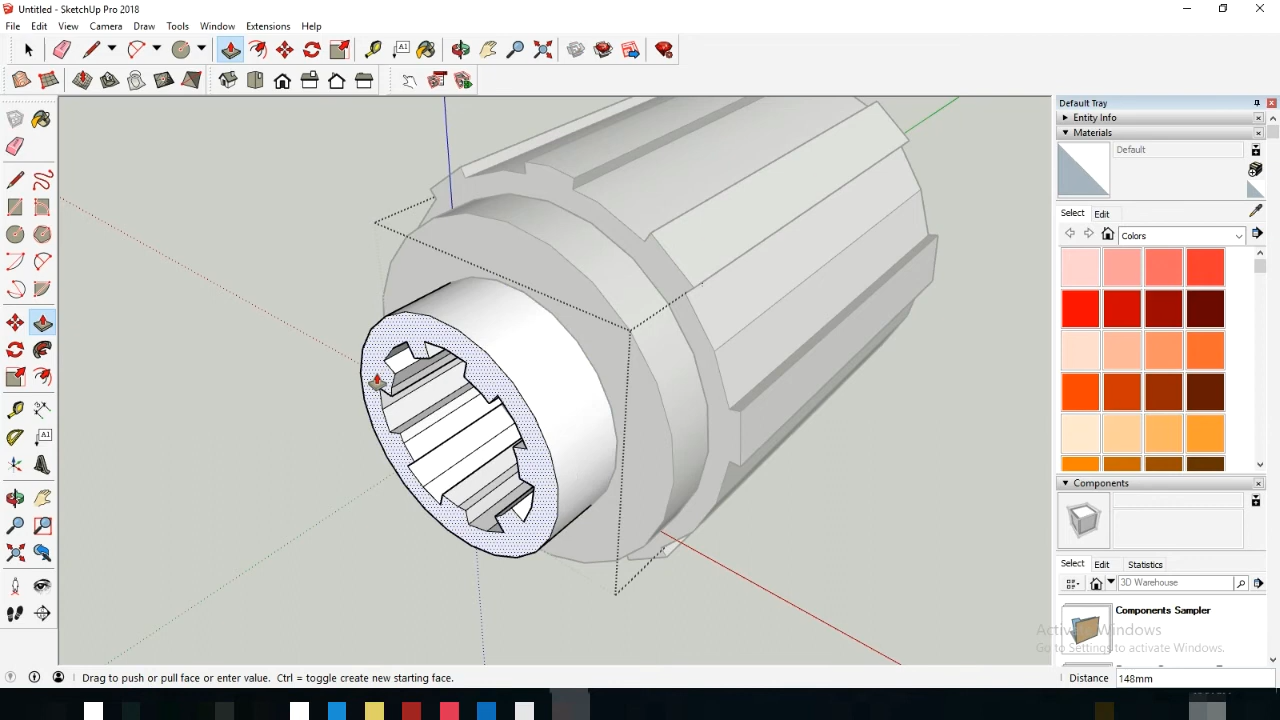 Untitled - SketchUp Pro 2018
File Edit View Camera Draw Tools Window Extensions Help
A1
Default Tray
Entity Info
Materials
Default
Select Edit
Colors
A1
Components
Select Edit Statistics
3D Warehouse
Components Sampler
Activate Windows
Go to Settings to activate Windows.
Drag to push or pull face or enter value. Ctrl = toggle create new starting face.
Distance 148mm